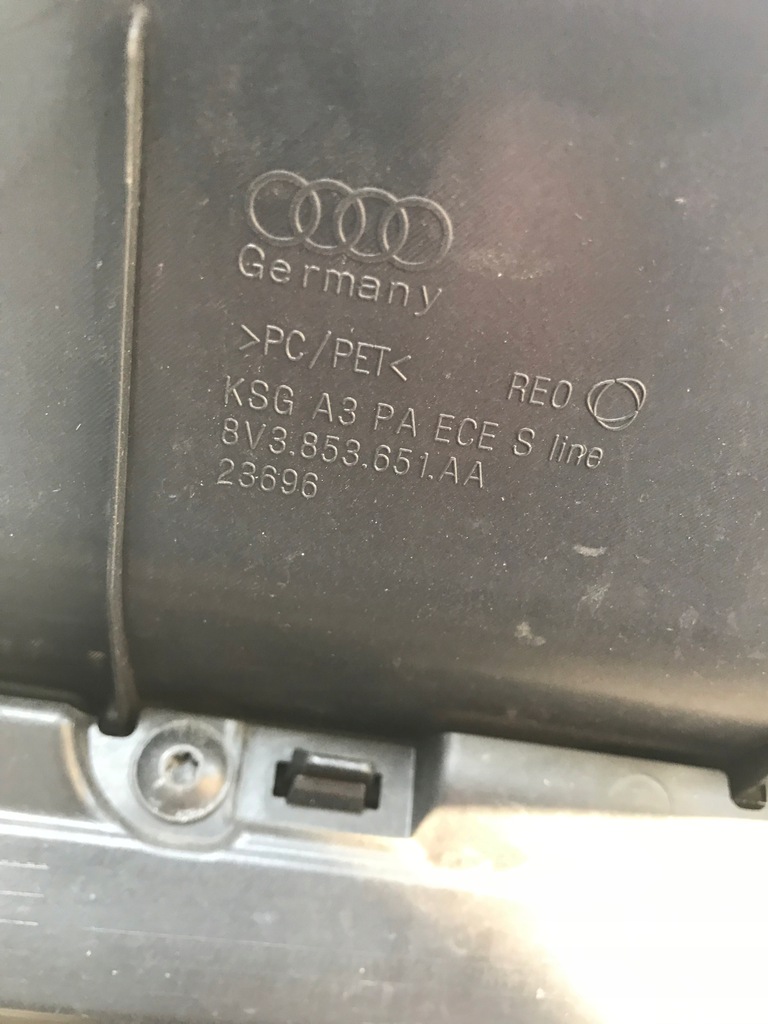 Germany
>PC/PET<
REO
KSG A3 PA ECE S line
8V3.853.651.AA
23696